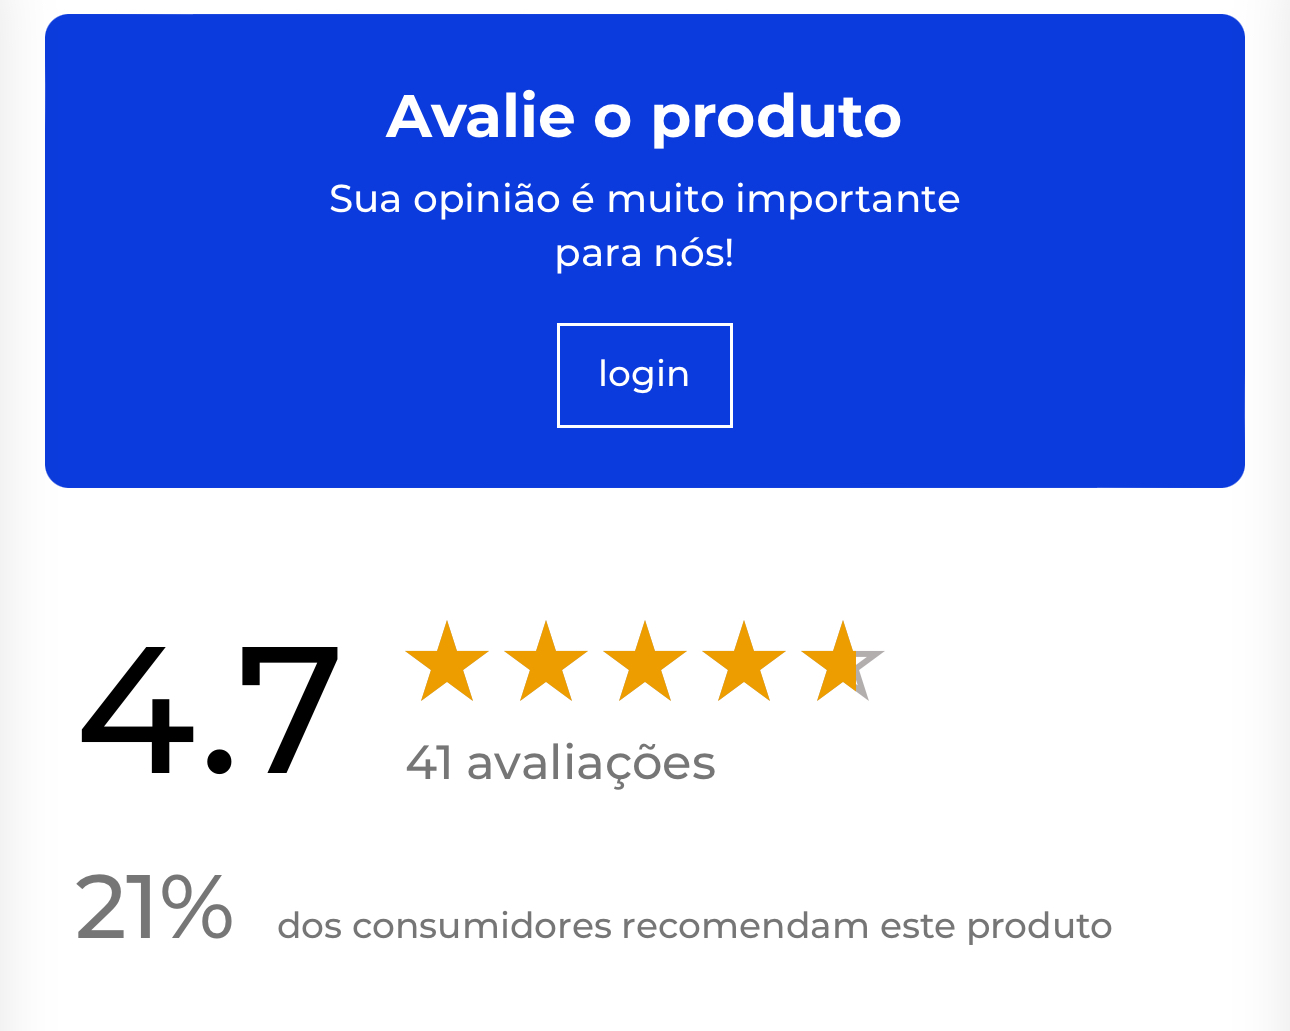 Avalie o produto
Sua opinião é muito importante
para nós!
login
4.7
41 avaliações
21% dos consumidores recomendam este produto